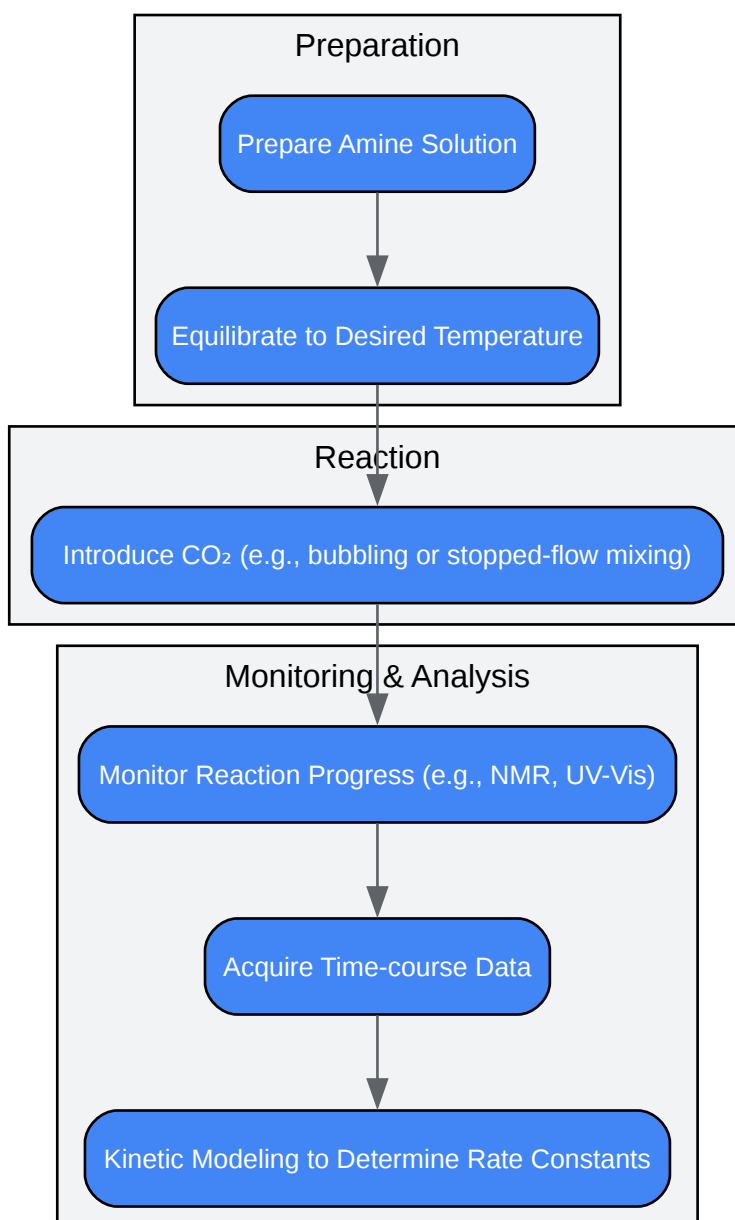 Preparation
Prepare Amine Solution
Equilibrate to Desired Temperature
Reaction
Introduce CO₂ (e.g., bubbling or stopped-flow mixing)
Monitoring & Analysis
Monitor Reaction Progress (e.g., NMR, UV-Vis)
Acquire Time-course Data
Kinetic Modeling to Determine Rate Constants